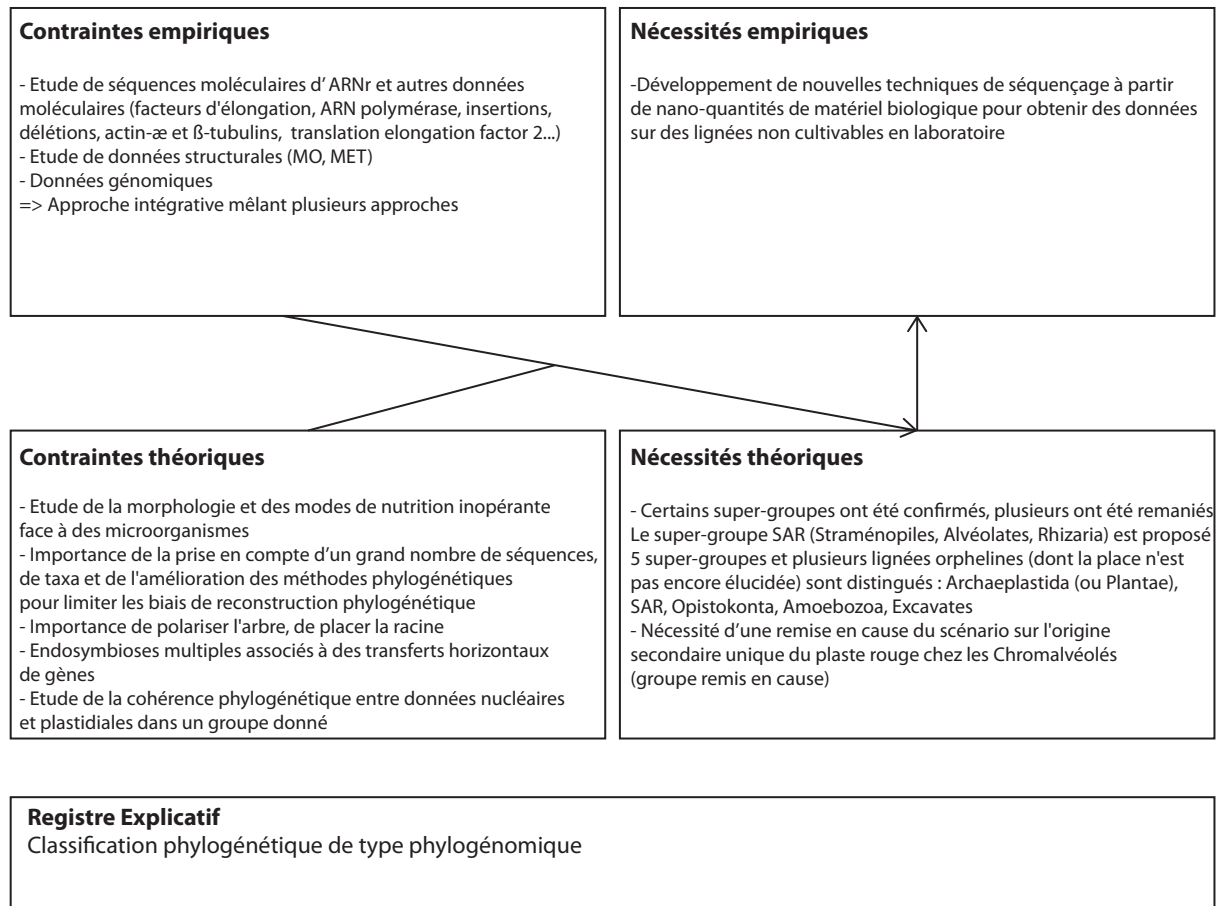 Contraintes empiriques
- Etude de séquences moléculaires d' ARNr et autres données
moléculaires (facteurs d'élongation, ARN polymérase, insertions,
délétions, actin-æ et ß-tubulins, translation elongation factor 2...)
- Etude de données structurales (MO, MET)
- Données génomiques
=> Approche intégrative mêlant plusieurs approches
Nécessités empiriques
-Développement de nouvelles techniques de séquençage à partir
de nano-quantités de matériel biologique pour obtenir des données
sur des lignées non cultivables en laboratoire
Contraintes théoriques
- Etude de la morphologie et des modes de nutrition inopérante
face à des microorganismes
- Importance de la prise en compte d'un grand nombre de séquences,
de taxa et de l'amélioration des méthodes phylogénétiques
pour limiter les biais de reconstruction phylogénétique
- Importance de polariser l'arbre, de placer la racine
- Endosymbioses multiples associés à des transferts horizontaux
de gènes
- Etude de la cohérence phylogénétique entre données nucléaires
et plastidiales dans un groupe donné
Nécessités théoriques
- Certains super-groupes ont été confirmés, plusieurs ont été remaniés
Le super-groupe SAR (Straménopiles, Alvéolates, Rhizaria) est proposé
5 super-groupes et plusieurs lignées orphelines (dont la place n'est
pas encore élucidée) sont distingués : Archaeplastida (ou Plantae),
SAR, Opistokonta, Amoebozoa, Excavates
- Nécessité d'une remise en cause du scénario sur l'origine
secondaire unique du plaste rouge chez les Chromalvéolés
(groupe remis en cause)
Registre Explicatif
Classification phylogénétique de type phylogénomique